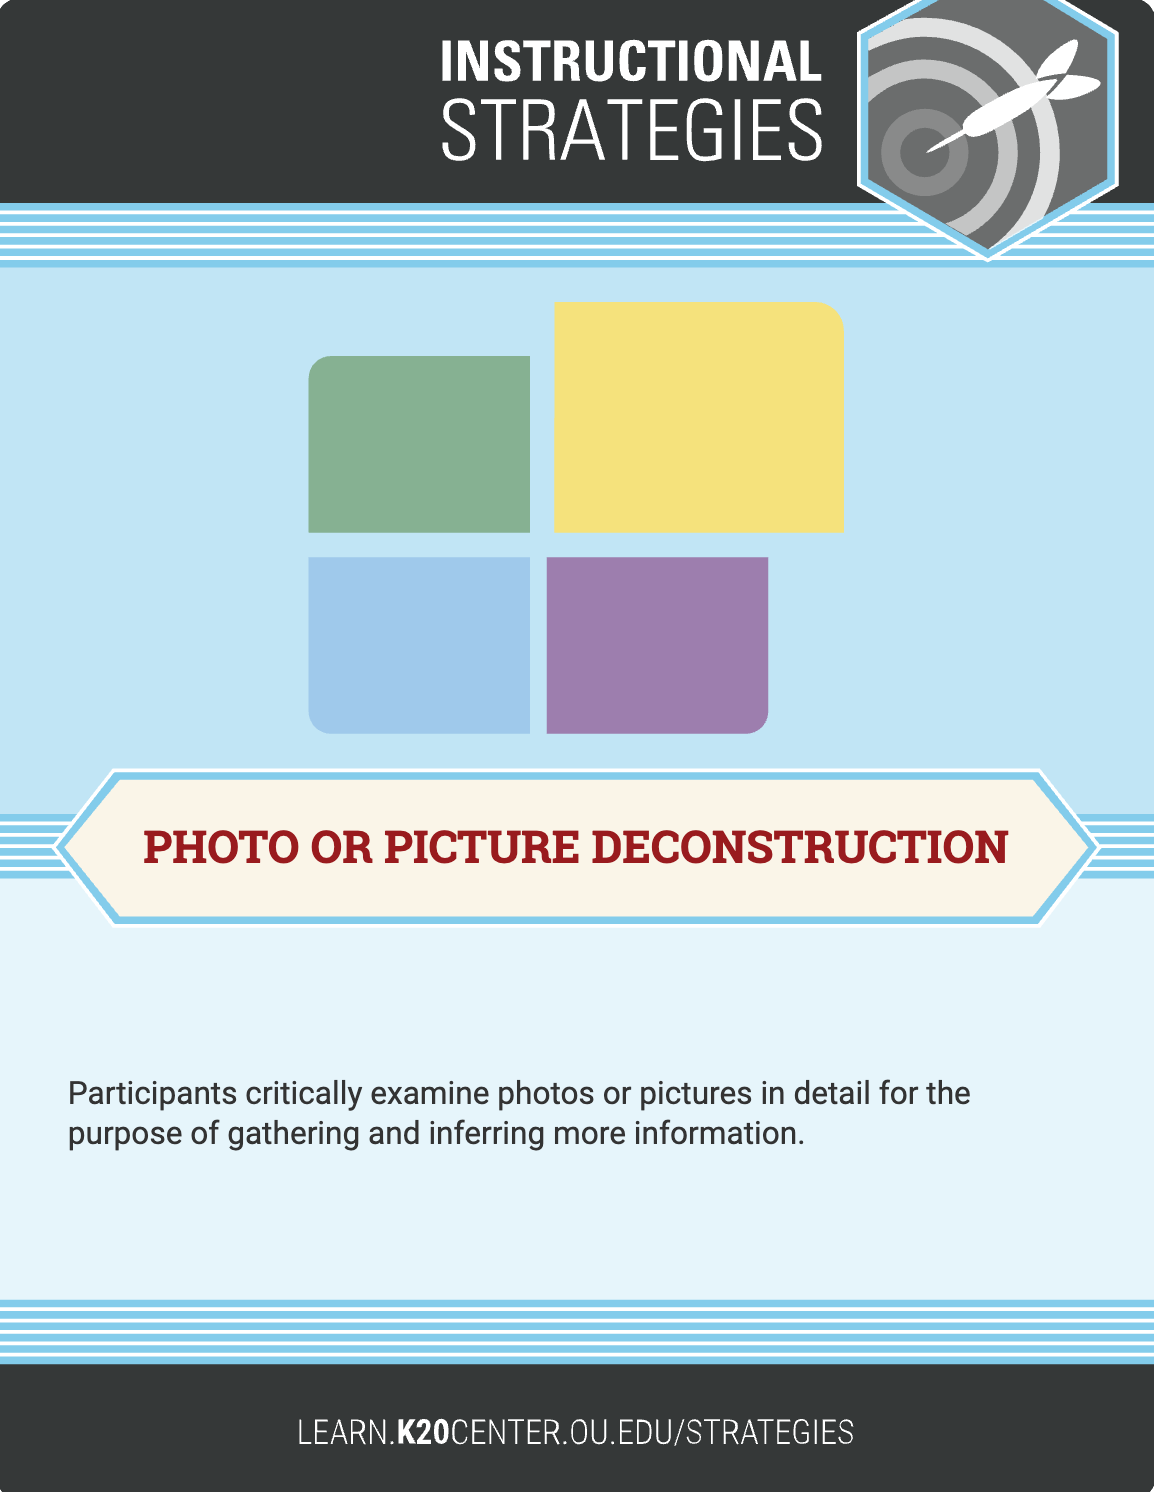 INSTRUCTIONAL
STRATEGIES
PHOTO OR PICTURE DECONSTRUCTION
Participants critically examine photos or pictures in detail for the
purpose of gathering and inferring more information.
LEARN.K20CENTER.OU.EDU/STRATEGIES